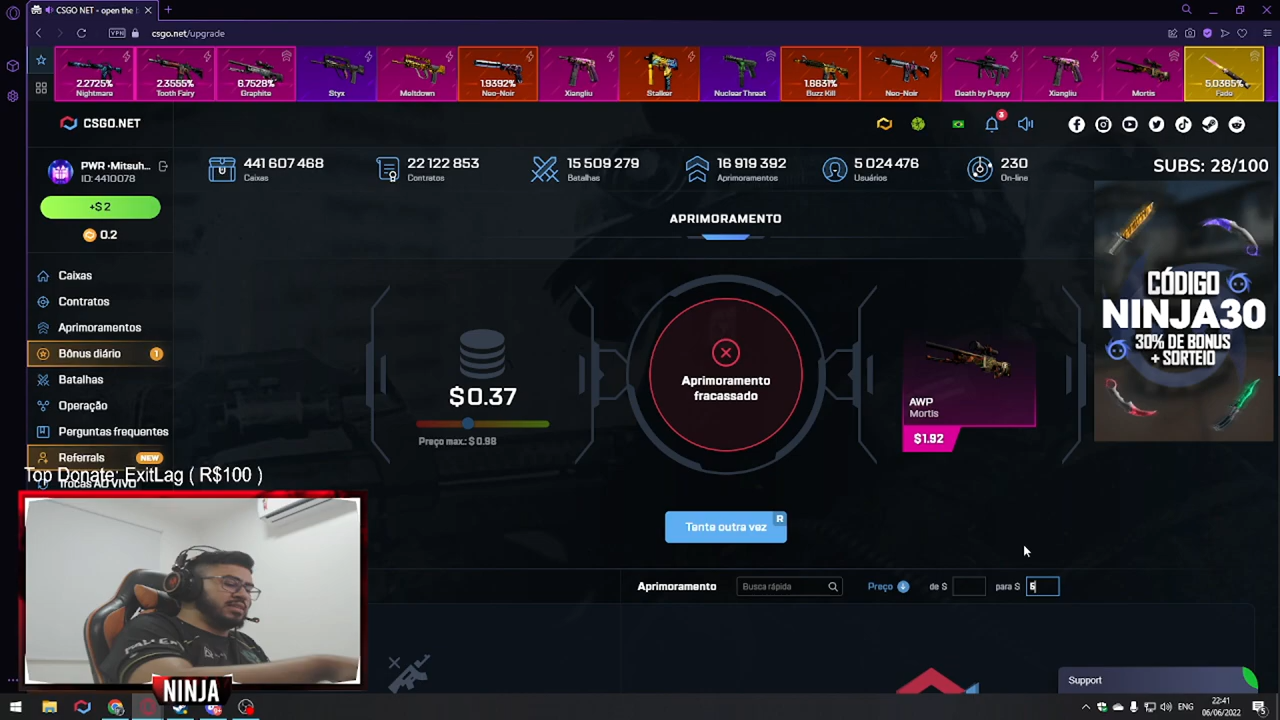 CSGO NET - open the
VPN
csgo.net/upgrade
2.2725%
Nightmare
2.3555%
Tooth Fairy
6.7528%
Graphite
Styx
Meltdown
1.9392%
Neo-Noir
Xiangliu
Stalker
Nuclear Threat
1.6631%
Buzz Kill
Neo-Noir
Death by Puppy
Xiangliu
Mortis
5.0365%
Fade
CSGO.NET
3
PWR •Mitsuh...
ID: 4410078
441 607 468
Caixas
22 122 853
Contratos
15 509 279
Batalhas
16 919 392
Aprimoramentos
5 024 476
Usuários
230
On-line
SUBS: 28/100
+$ 2
0.2
APRIMORAMENTO
Caixas
Contratos
Aprimoramentos
Bônus diário 1
Batalhas
Operação
Perguntas frequentes
Referrals NEW
Trocas AO VIVO
Top Donate: ExitLag ( R$100 )
$ 0.37
Preço max.: $ 0.98
Aprimoramento
fracassado
AWP
Mortis
$1.92
CÓDIGO
NINJA30
30% DE BONUS
+ SORTEIO
Tente outra vez R
Aprimoramento
Busca rápida
Preço
de $
para $
NINJA
Support
ENG
22:41
06/06/2022